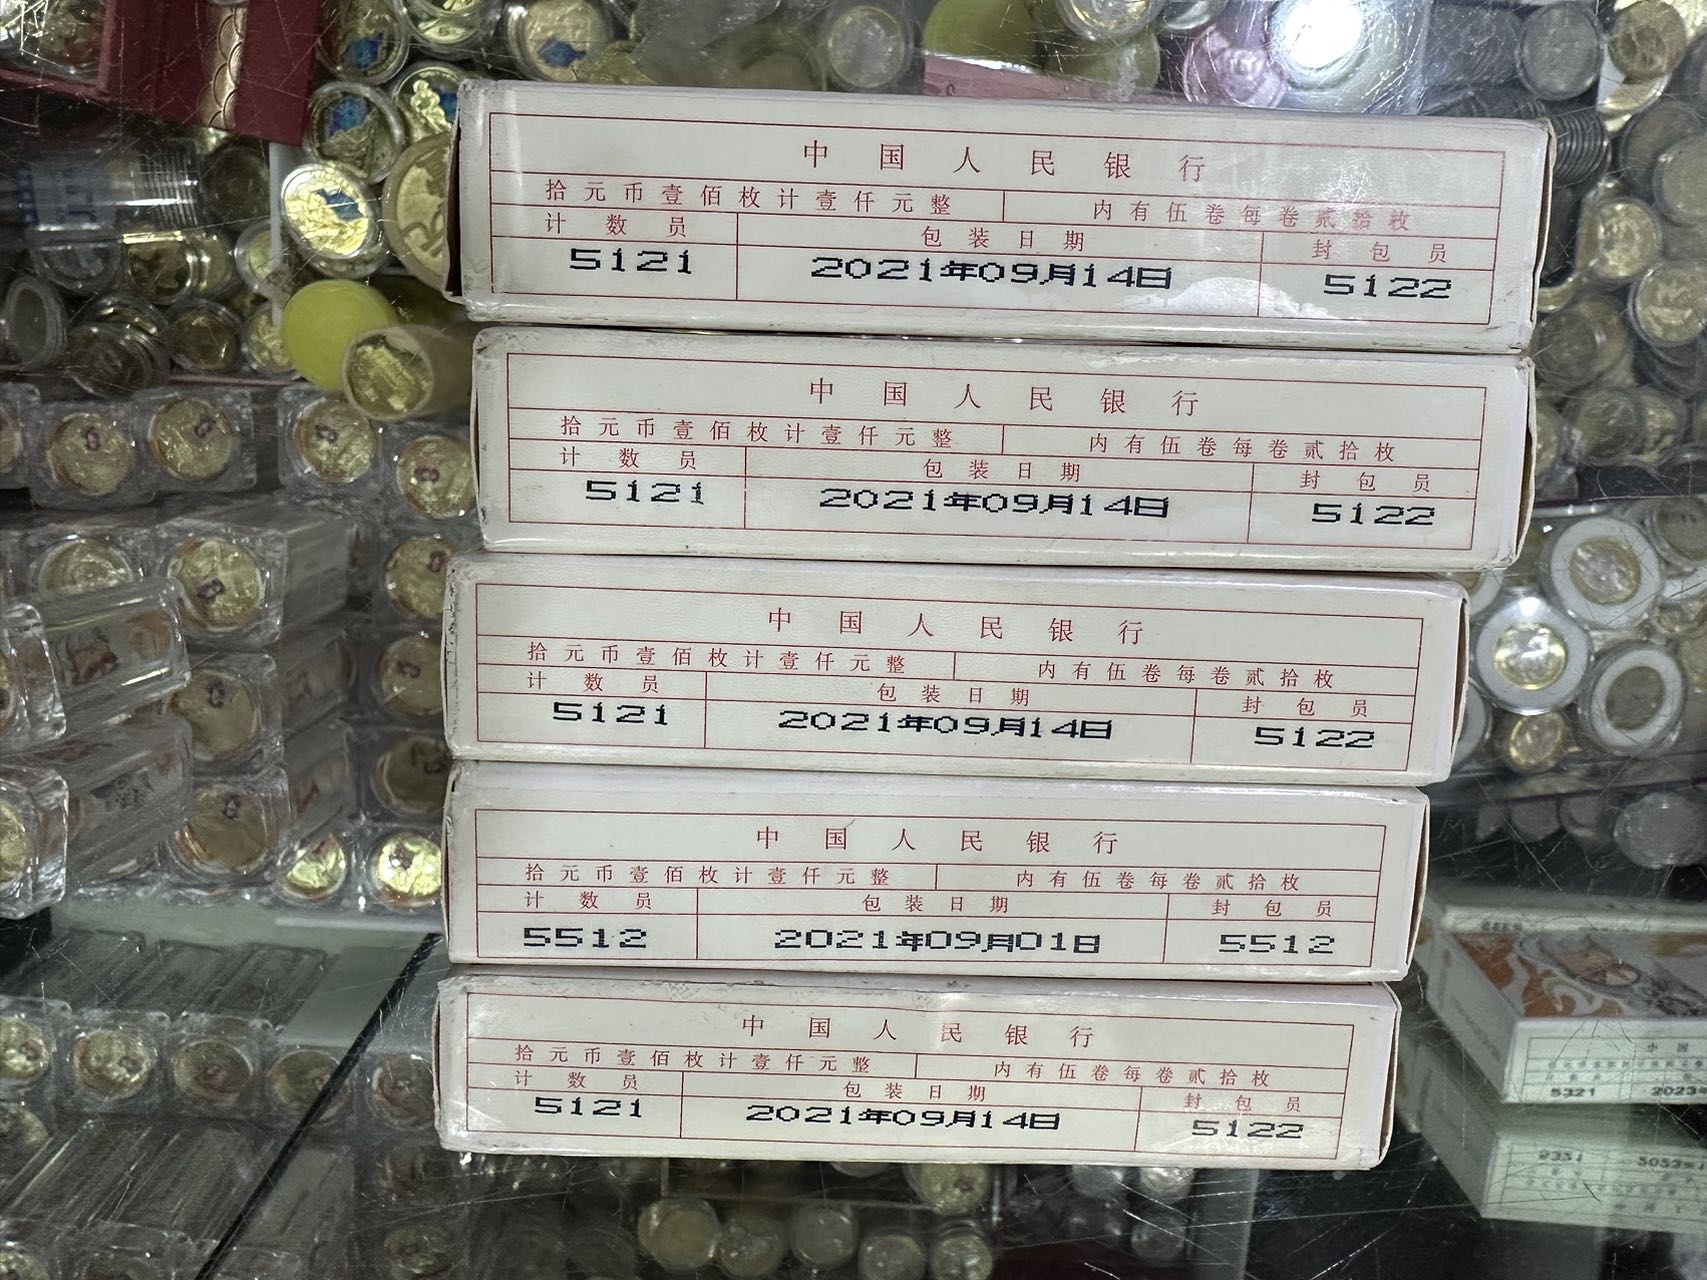 中国人民银行
拾元币壹佰枚计壹仟元整 内有伍卷每卷贰拾枚
计数员 包装日期 封包员
5121 2021年09月14日 5122
中国人民银行
拾元币壹佰枚计壹仟元整 内有伍卷每卷贰拾枚
计数员 包装日期 封包员
5121 2021年09月14日 5122
中国人民银行
拾元币壹佰枚计壹仟元整 内有伍卷每卷贰拾枚
计数员 包装日期 封包员
5121 2021年09月14日 5122
中国人民银行
拾元币壹佰枚计壹仟元整 内有伍卷每卷贰拾枚
计数员 包装日期 封包员
5512 2021年09月01日 5512
中国人民银行
拾元币壹佰枚计壹仟元整 内有伍卷每卷贰拾枚
计数员 包装日期 封包员
5121 2021年09月14日 5122
中国
5321 2023